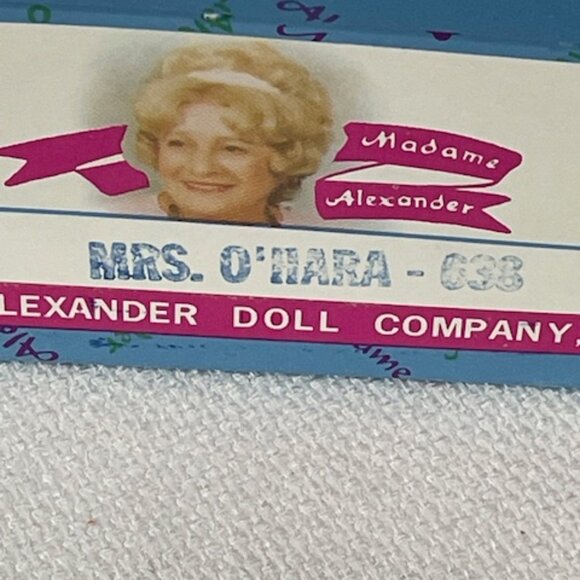 Madame
Alexander
MRS. O'HARA - 638
LEXANDER DOLL COMPANY,